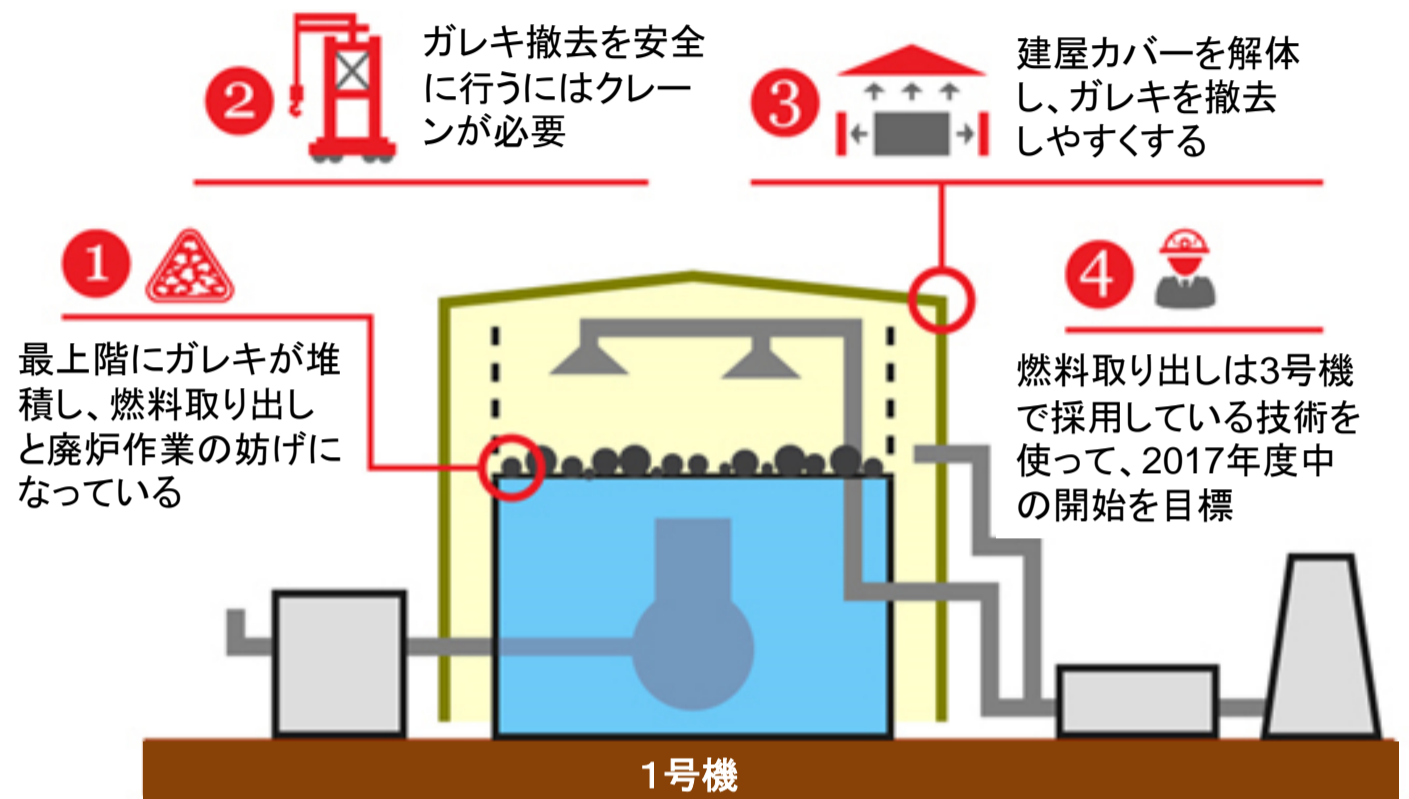 1
最上階にガレキが堆
積し、燃料取り出し
と廃炉作業の妨げに
なっている
2
ガレキ撤去を安全
に行うにはクレー
ンが必要
3
建屋カバーを解体
し、ガレキを撤去
しやすくする
4
燃料取り出しは3号機
で採用している技術を
使って、2017年度中
の開始を目標
1号機